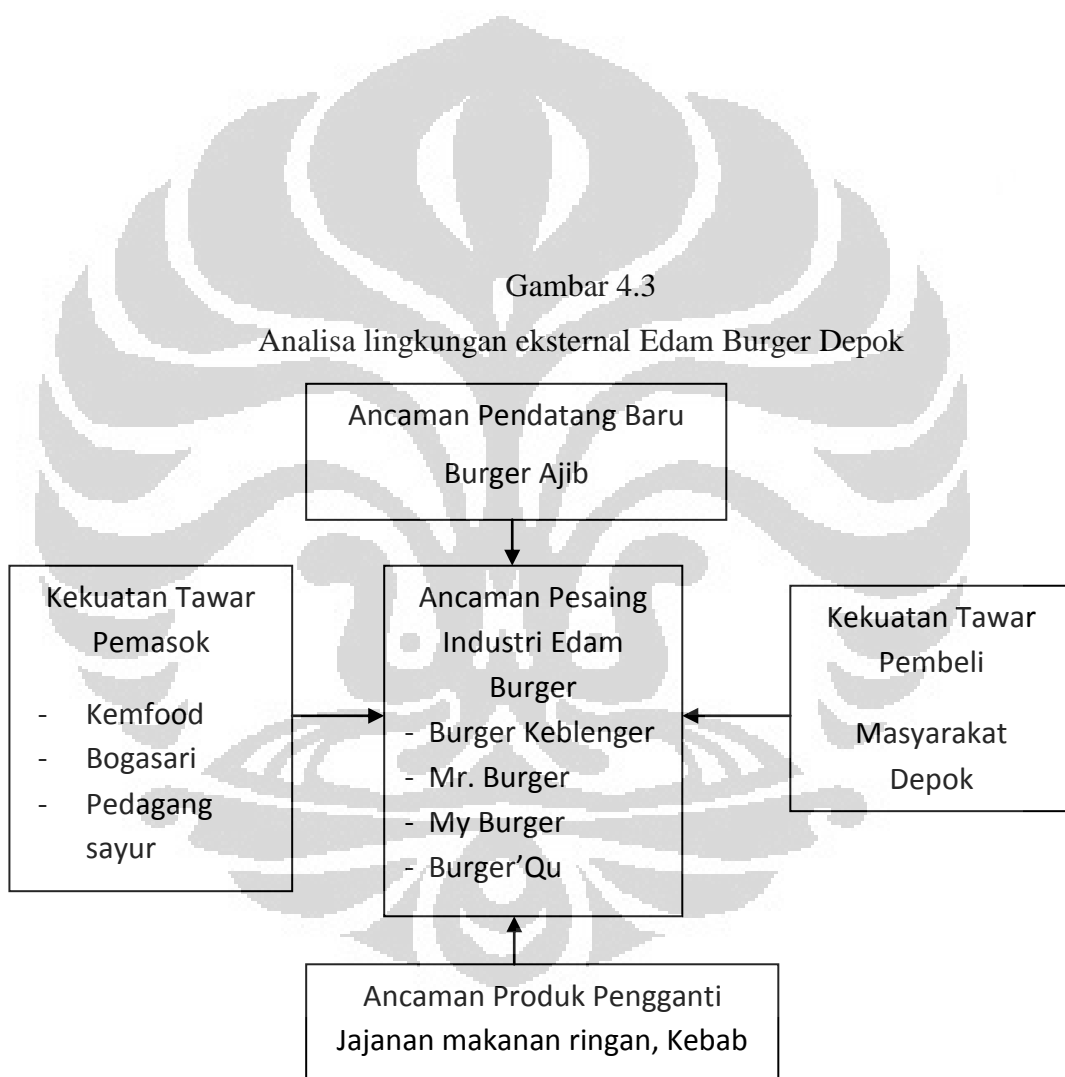 Gambar 4.3
Analisa lingkungan eksternal Edam Burger Depok
Ancaman Pendatang Baru
Burger Ajib
Kekuatan Tawar
Pemasok
- Kemfood
- Bogasari
- Pedagang
sayur
Ancaman Pesaing
Industri Edam
Burger
- Burger Keblenger
- Mr. Burger
- My Burger
- Burger’Qu
Kekuatan Tawar
Pembeli
Masyarakat
Depok
Ancaman Produk Pengganti
Jajanan makanan ringan, Kebab